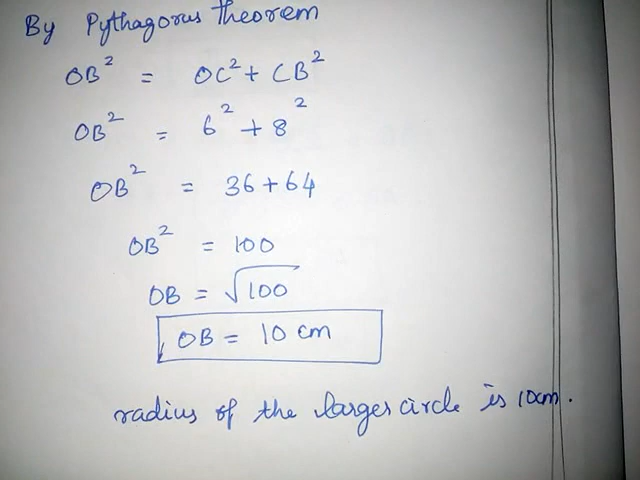 By Pythagorus theorem
OB² = OC² + CB²
OB² = 6² + 8²
OB² = 36 + 64
OB² = 100
OB = √100
OB = 10 cm
radius of the larger circle is 10cm.